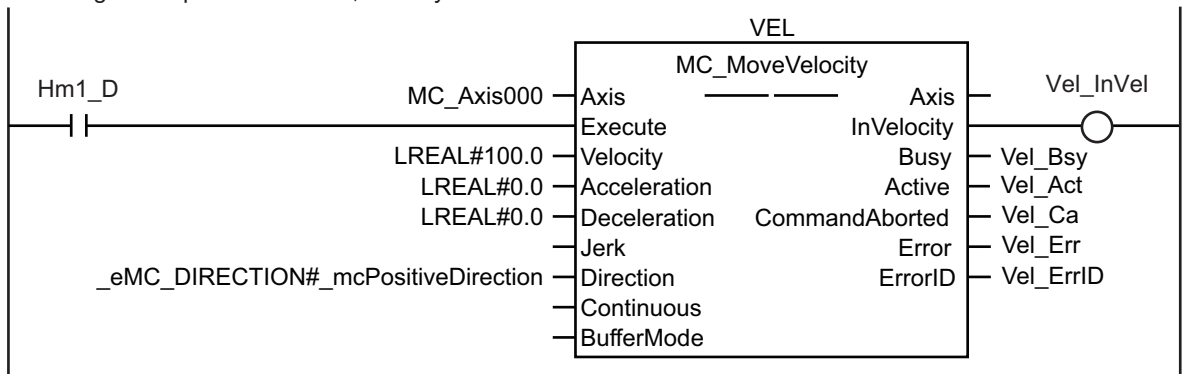 VEL
MC_MoveVelocity
Hm1_D
Vel_InVel
MC_Axis000 Axis Axis
Execute InVelocity
LREAL#100.0 Velocity Busy Vel_Bsy
LREAL#0.0 Acceleration Active Vel_Act
LREAL#0.0 Deceleration CommandAborted Vel_Ca
Jerk Error Vel_Err
_eMC_DIRECTION#_mcPositiveDirection Direction ErrorID Vel_ErrID
Continuous
BufferMode